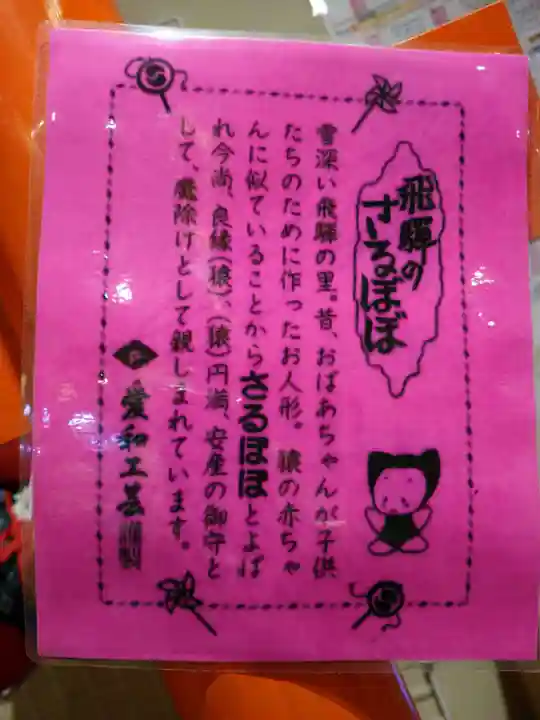 飛騨の
さるぼぼ
雪深い飛騨の里。昔、おばあちゃんが子供
たちのために作ったお人形。猿の赤ちゃ
んに似ていることからさるぼぼとよば
れ今尚、良縁(猿)、(猿)円満、安産の御守と
して、魔除けとして親しまれています。
愛和工芸謹製